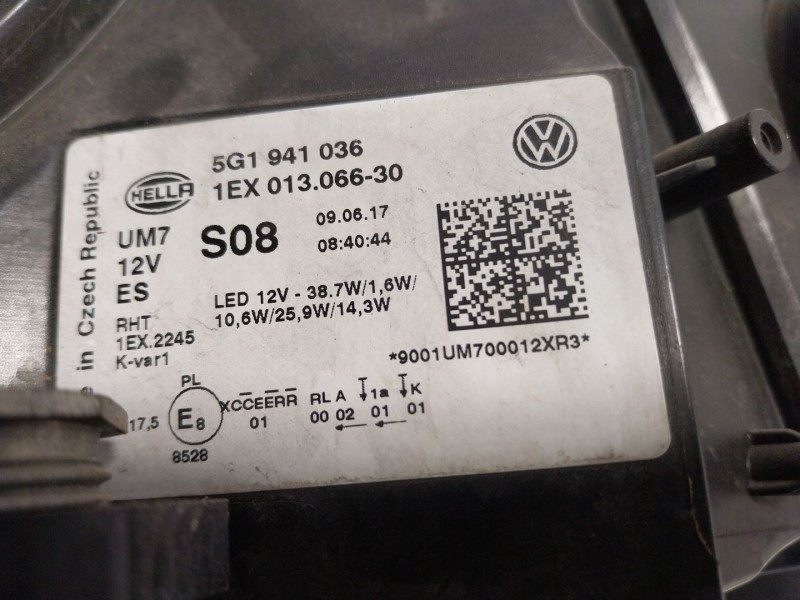 HELLA
5G1 941 036
1EX 013.066-30
VW
UM7
12V
ES
S08
09.06.17
08:40:44
RHT
1EX.2245
K-var1
LED 12V - 38.7W/1,6W/
10,6W/25,9W/14,3W
*9001UM700012XR3*
in Czech Republic
PL
17,5
E8
8528
XCCEERR RL A 1a K
01 00 02 01 01